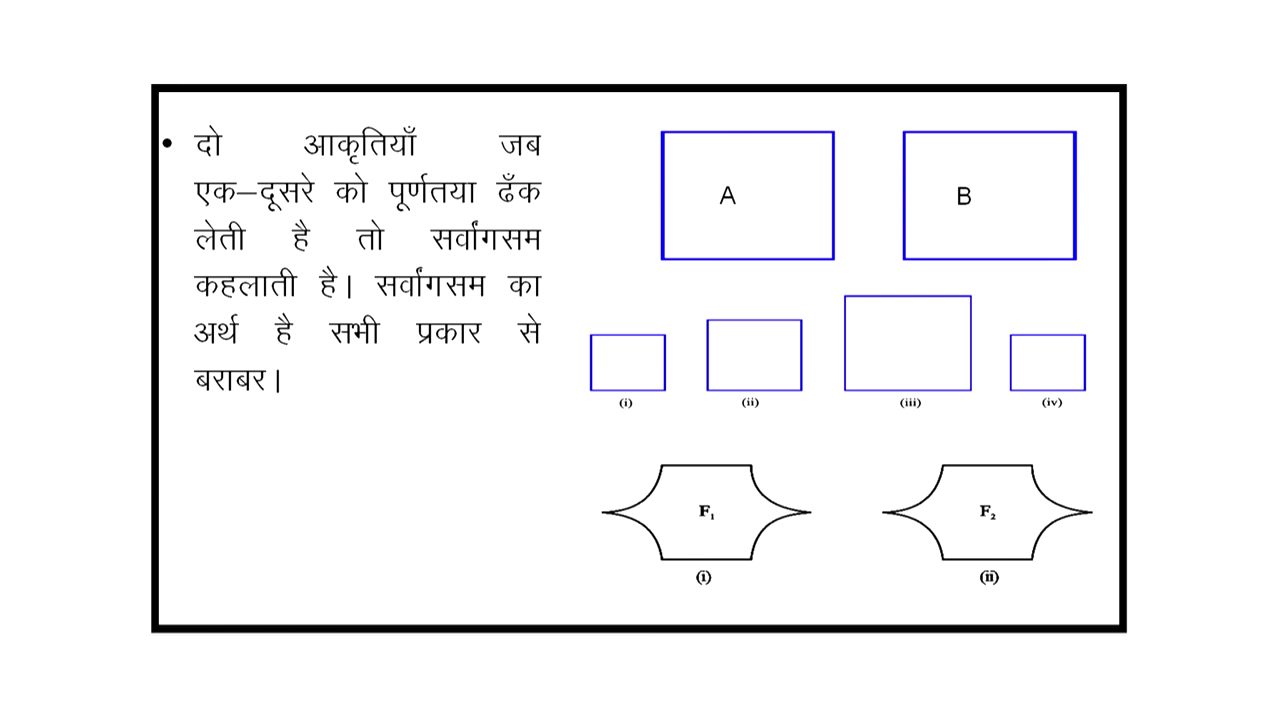 • दो आकृतियाँ जब
एक–दूसरे को पूर्णतया ढँक
लेती है तो सर्वांगसम
कहलाती है। सर्वांगसम का
अर्थ है सभी प्रकार से
बराबर।
A B
(i) (ii) (iii) (iv)
F₁ F₂
(i) (ii)